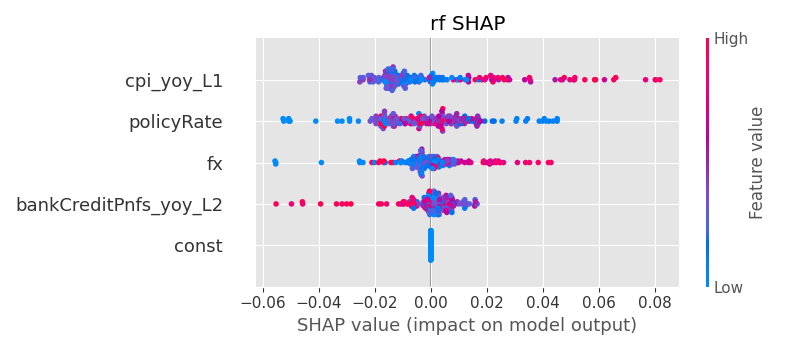 rf SHAP
High
cpi_yoy_L1
policyRate
fx
bankCreditPnfs_yoy_L2
const
Feature value
Low
−0.06 −0.04 −0.02 0.00 0.02 0.04 0.06 0.08
SHAP value (impact on model output)